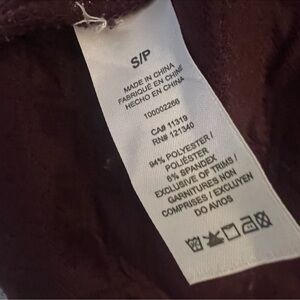 S/P
MADE IN CHINA
FABRIQUÉ EN CHINE
HECHO EN CHINA
100002266
CA# 11319
RN# 121340
94% POLYESTER /
POLIÉSTER
6% SPANDEX
EXCLUSIVE OF TRIMS /
GARNITURES NON
COMPRISES / EXCLUYEN
DO AVIOS